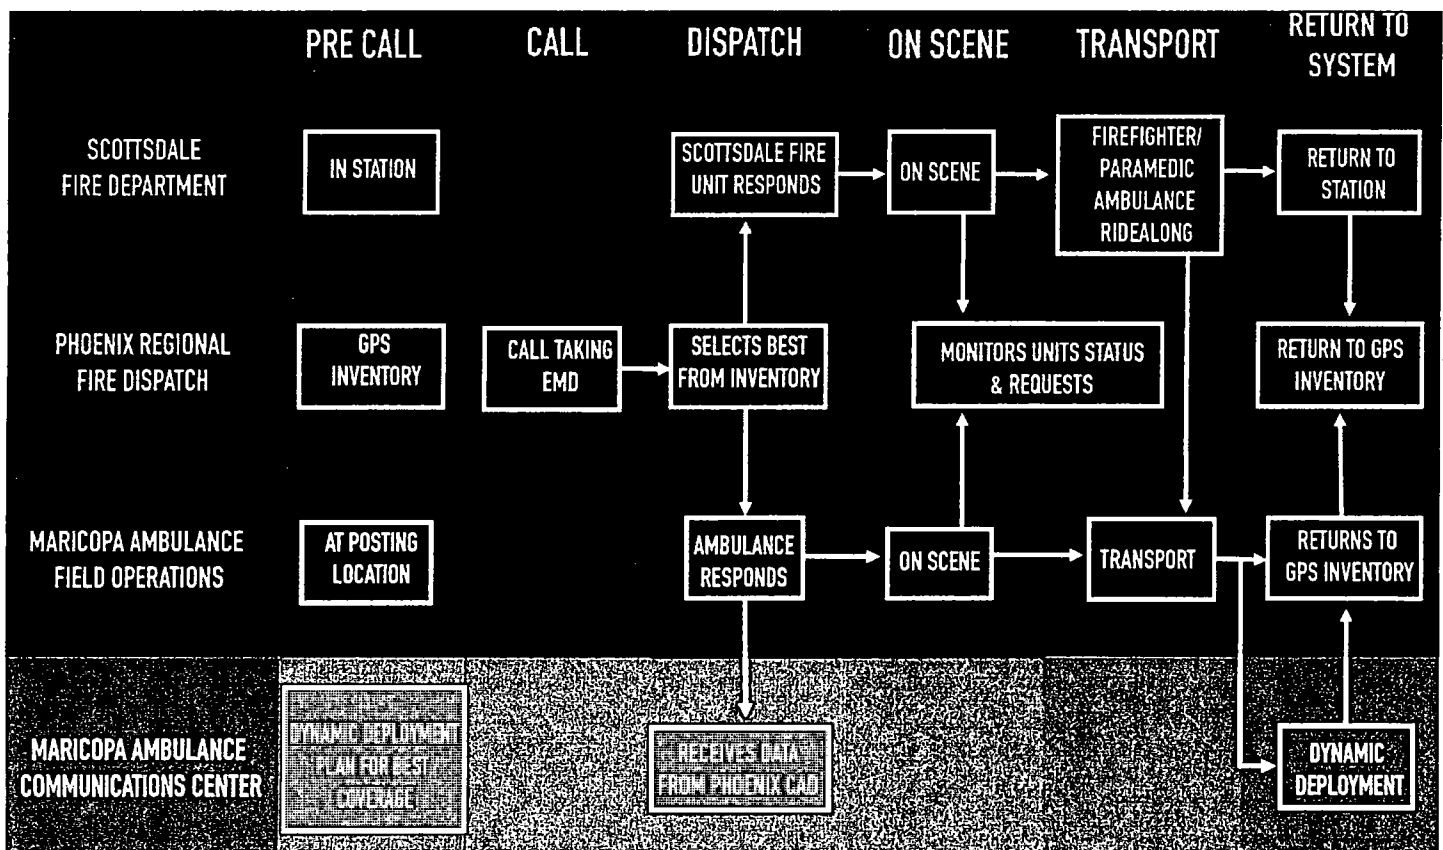 PRE CALL
CALL
DISPATCH
ON SCENE
TRANSPORT
RETURN TO
SYSTEM
SCOTTSDALE
FIRE DEPARTMENT
IN STATION
SCOTTSDALE FIRE
UNIT RESPONDS
ON SCENE
FIREFIGHTER/
PARAMEDIC
AMBULANCE
RIDEALONG
RETURN TO
STATION
PHOENIX REGIONAL
FIRE DISPATCH
GPS
INVENTORY
CALL TAKING
EMD
SELECTS BEST
FROM INVENTORY
MONITORS UNITS STATUS
& REQUESTS
RETURN TO GPS
INVENTORY
MARICOPA AMBULANCE
FIELD OPERATIONS
AT POSTING
LOCATION
AMBULANCE
RESPONDS
ON SCENE
TRANSPORT
RETURNS TO
GPS INVENTORY
MARICOPA AMBULANCE
COMMUNICATIONS CENTER
DYNAMIC DEPLOYMENT
PLAN FOR BEST
COVERAGE
RECEIVES DATA
FROM PHOENIX CAD
DYNAMIC
DEPLOYMENT